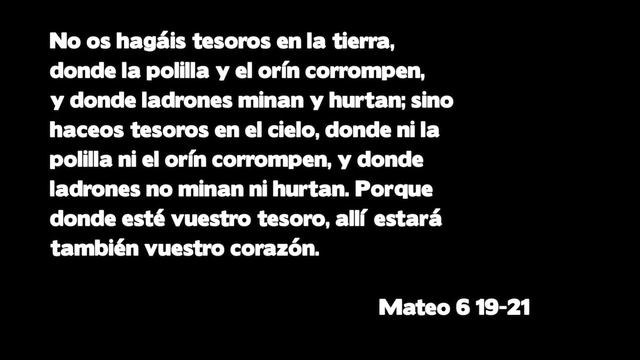 No os hagáis tesoros en la tierra,
donde la polilla y el orín corrompen,
y donde ladrones minan y hurtan; sino
haceos tesoros en el cielo, donde ni la
polilla ni el orín corrompen, y donde
ladrones no minan ni hurtan. Porque
donde esté vuestro tesoro, allí estará
también vuestro corazón.
Mateo 6 19-21